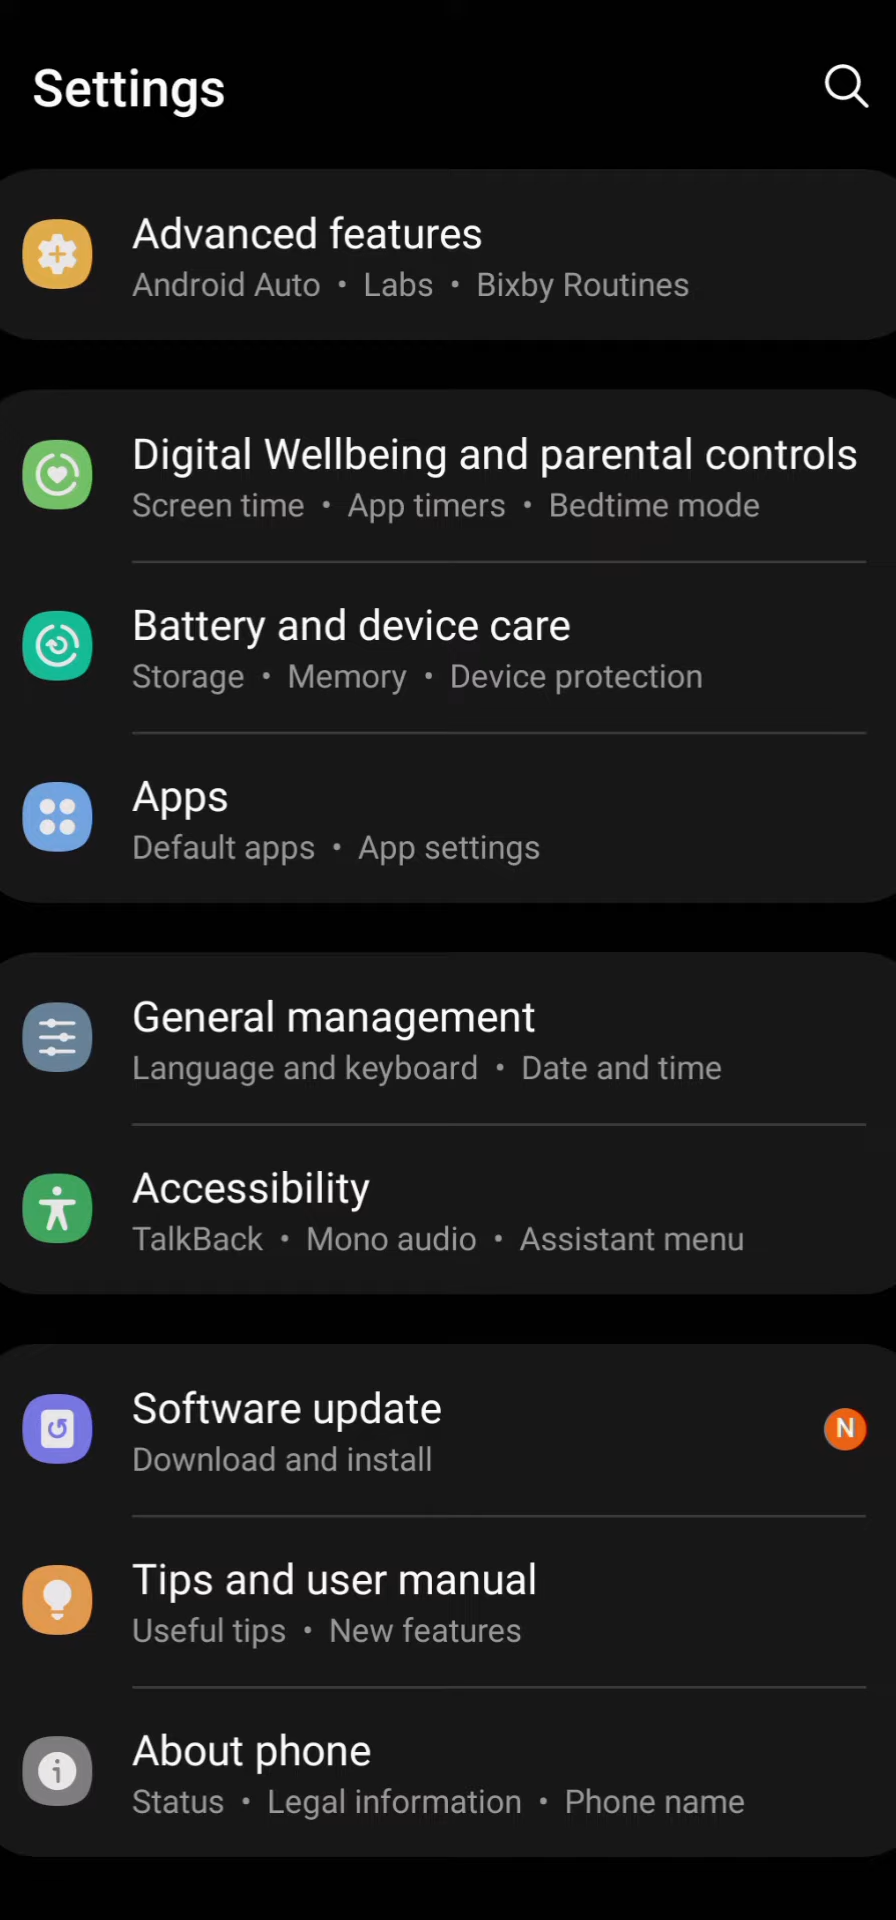 Settings
Advanced features
Android Auto • Labs • Bixby Routines
Digital Wellbeing and parental controls
Screen time • App timers • Bedtime mode
Battery and device care
Storage • Memory • Device protection
Apps
Default apps • App settings
General management
Language and keyboard • Date and time
Accessibility
TalkBack • Mono audio • Assistant menu
Software update
N
Download and install
Tips and user manual
Useful tips • New features
About phone
Status • Legal information • Phone name